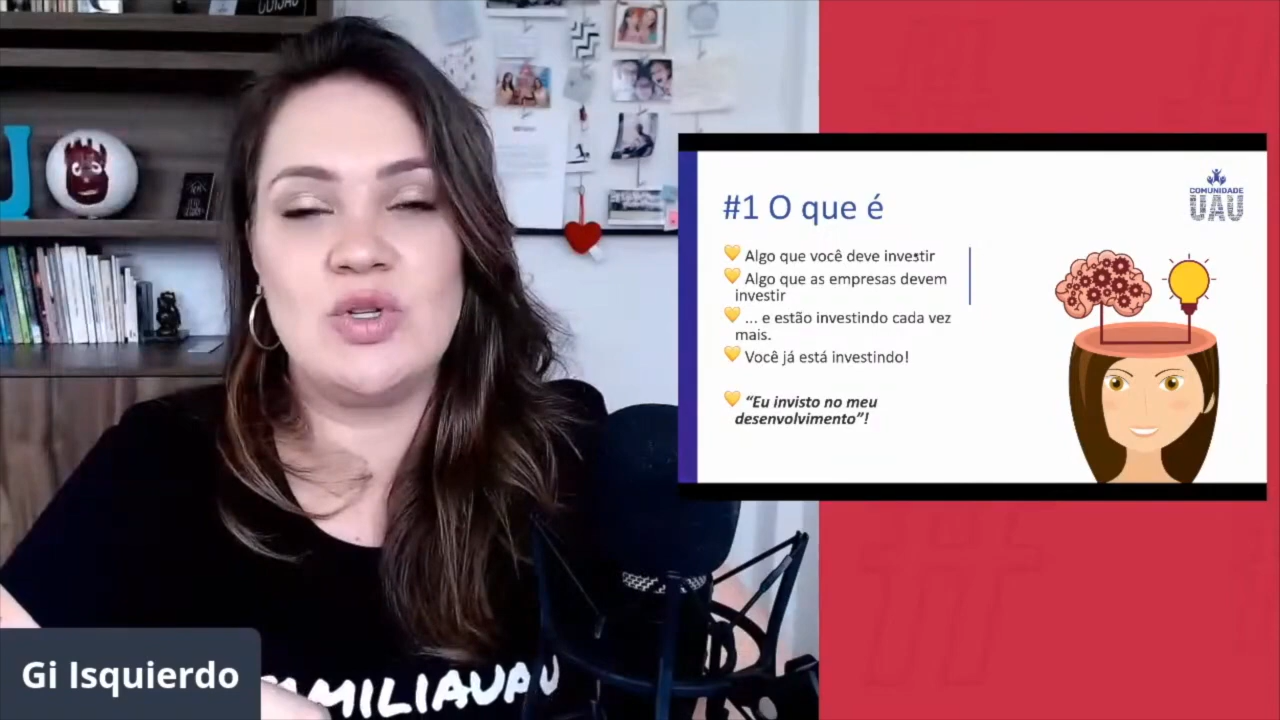 #1 O que é
COMUNIDADE
UAU
💛 Algo que você deve investir
💛 Algo que as empresas devem
investir
💛 ... e estão investindo cada vez
mais.
💛 Você já está investindo!
💛 “Eu invisto no meu
desenvolvimento”!
Gi Isquierdo
FAMILIAUAU